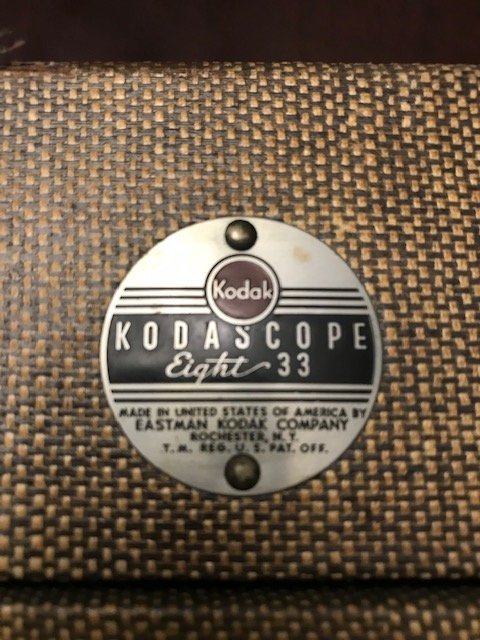 Kodak
KODASCOPE
Eight 33
MADE IN UNITED STATES OF AMERICA BY
EASTMAN KODAK COMPANY
ROCHESTER, N.Y.
T.M. REG. U.S. PAT. OFF.